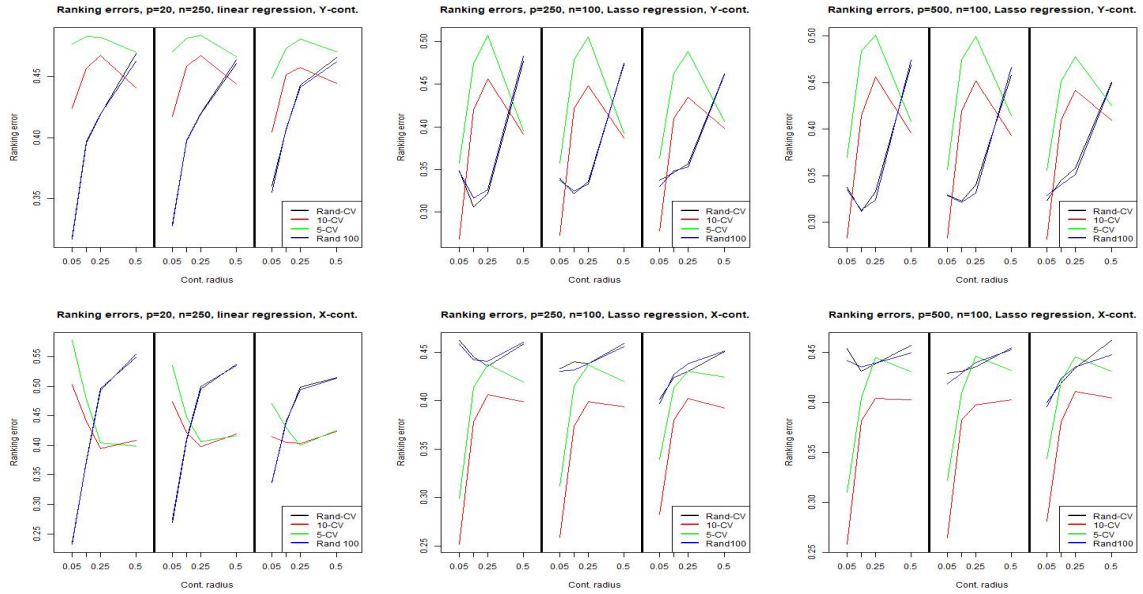 Ranking errors, p=20, n=250, linear regression, Y-cont.
Ranking error
0.45
0.40
0.35
Rand-CV
10-CV
5-CV
Rand 100
0.05 0.25 0.5 0.05 0.25 0.5 0.05 0.25 0.5
Cont. radius
Ranking errors, p=250, n=100, Lasso regression, Y-cont.
Ranking error
0.50
0.45
0.40
0.35
0.30
Rand-CV
10-CV
5-CV
Rand100
0.05 0.25 0.5 0.05 0.25 0.5 0.05 0.25 0.5
Cont. radius
Ranking errors, p=500, n=100, Lasso regression, Y-cont.
Ranking error
0.50
0.45
0.40
0.35
0.30
Rand-CV
10-CV
5-CV
Rand100
0.05 0.25 0.5 0.05 0.25 0.5 0.05 0.25 0.5
Cont. radius
Ranking errors, p=20, n=250, linear regression, X-cont.
Ranking error
0.55
0.50
0.45
0.40
0.35
0.30
0.25
Rand-CV
10-CV
5-CV
Rand 100
0.05 0.25 0.5 0.05 0.25 0.5 0.05 0.25 0.5
Cont. radius
Ranking errors, p=250, n=100, Lasso regression, X-cont.
Ranking error
0.45
0.40
0.35
0.30
0.25
Rand-CV
10-CV
5-CV
Rand100
0.05 0.25 0.5 0.05 0.25 0.5 0.05 0.25 0.5
Cont. radius
Ranking errors, p=500, n=100, Lasso regression, X-cont.
Ranking error
0.45
0.40
0.35
0.30
0.25
Rand-CV
10-CV
5-CV
Rand100
0.05 0.25 0.5 0.05 0.25 0.5 0.05 0.25 0.5
Cont. radius